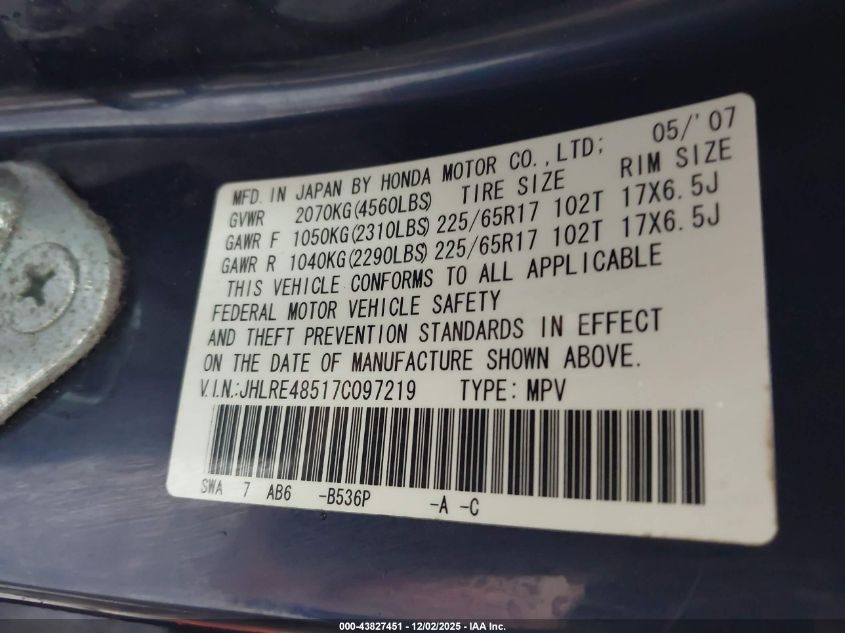 05/'07
MFD. IN JAPAN BY HONDA MOTOR CO., LTD;
GVWR 2070KG(4560LBS) TIRE SIZE RIM SIZE
GAWR F 1050KG(2310LBS) 225/65R17 102T 17X6.5J
GAWR R 1040KG(2290LBS) 225/65R17 102T 17X6.5J
THIS VEHICLE CONFORMS TO ALL APPLICABLE
FEDERAL MOTOR VEHICLE SAFETY
AND THEFT PREVENTION STANDARDS IN EFFECT
ON THE DATE OF MANUFACTURE SHOWN ABOVE.
V.I.N.:JHLRE48517C097219 TYPE: MPV
SWA 7 AB6 -B536P -A -C
000-43827451 - 12/02/2025 - IAA Inc.